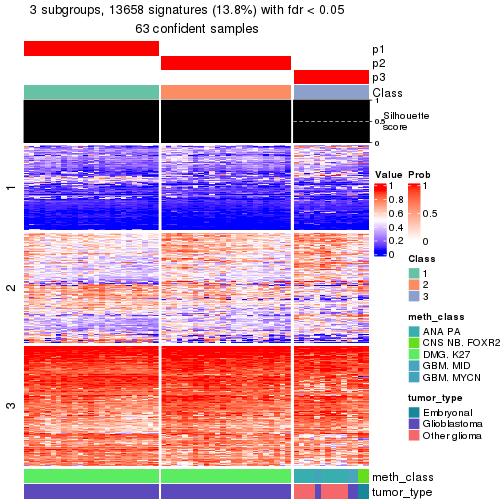 3 subgroups, 13658 signatures (13.8%) with fdr < 0.05
63 confident samples
p1
p2
p3
Class
1
0.5
0
Silhouette
score
1
2
3
Value
1
0.8
0.6
0.4
0.2
0
Prob
1
0.5
0
Class
1
2
3
meth_class
ANA PA
CNS NB. FOXR2
DMG. K27
GBM. MID
GBM. MYCN
tumor_type
Embryonal
Glioblastoma
Other glioma
meth_class
tumor_type